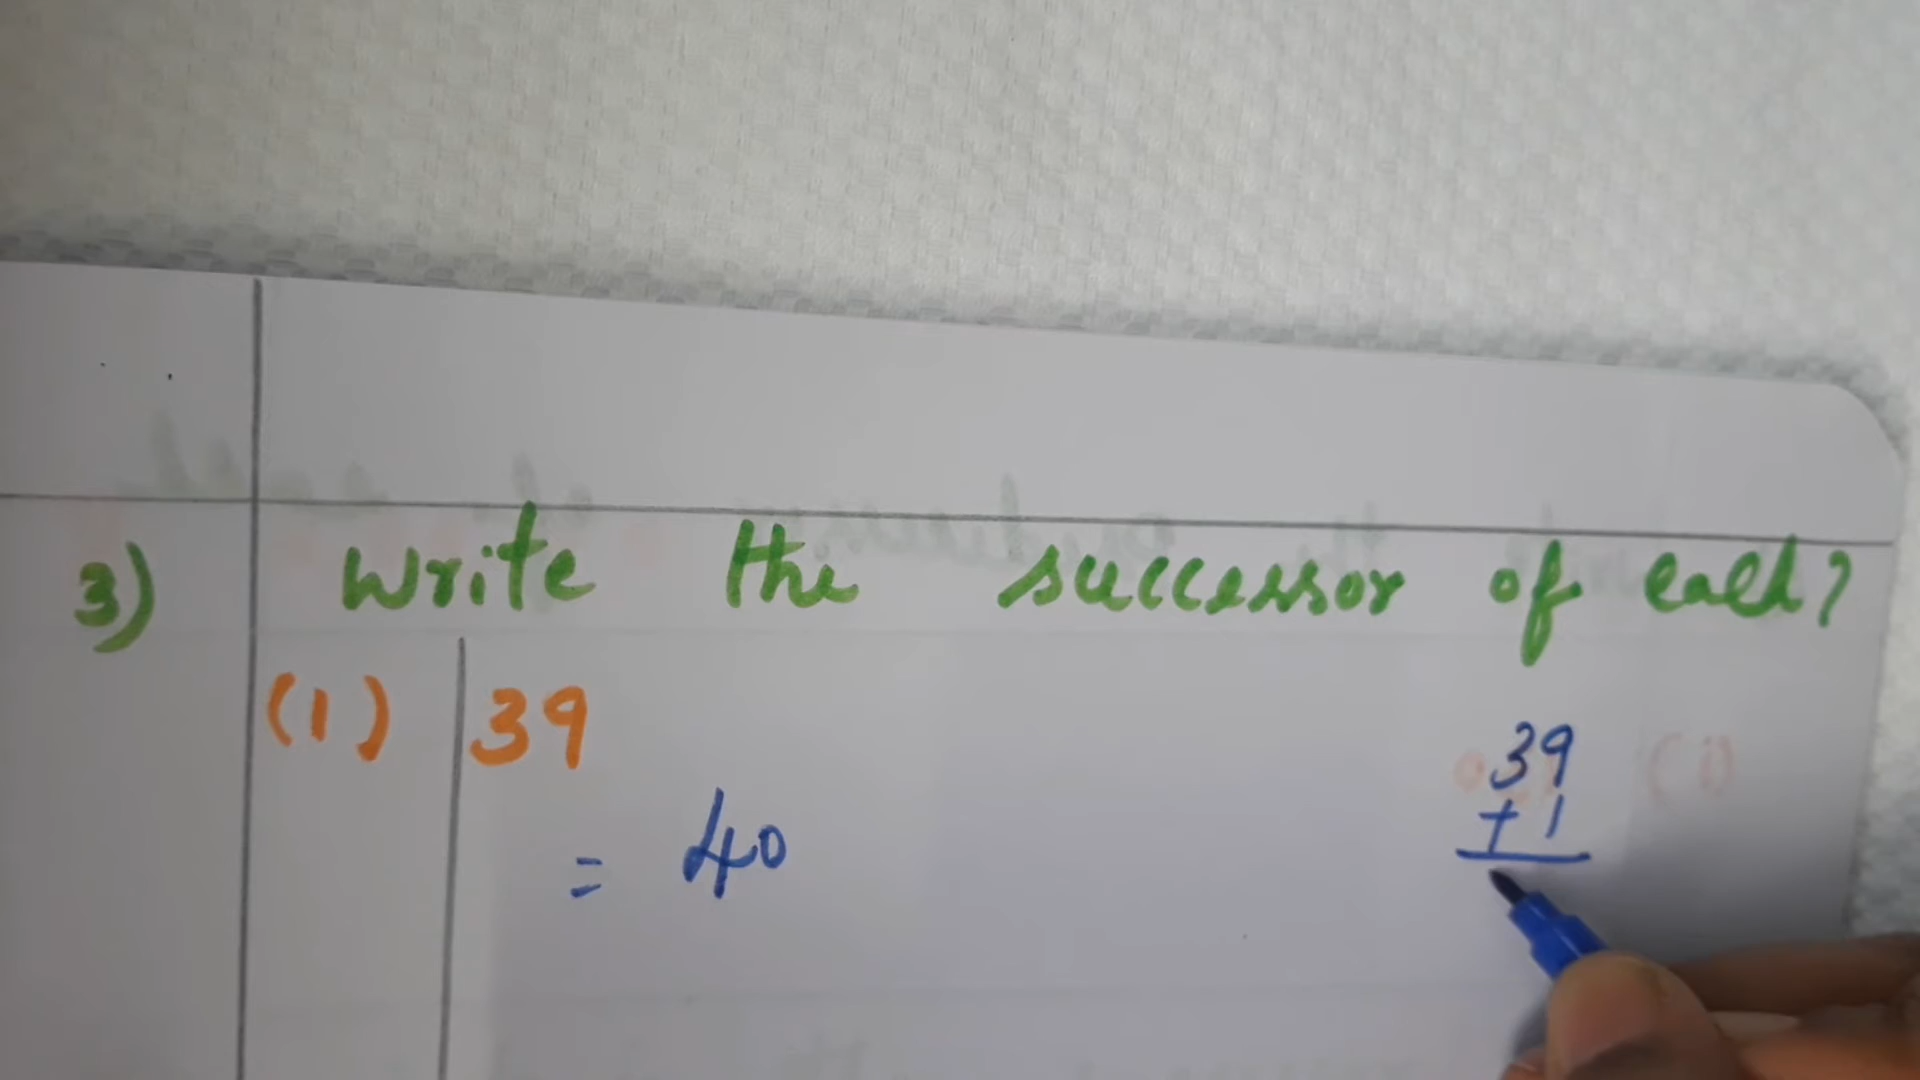 3) Write the successor of each?
(1) 39
39
+ 1
= 40